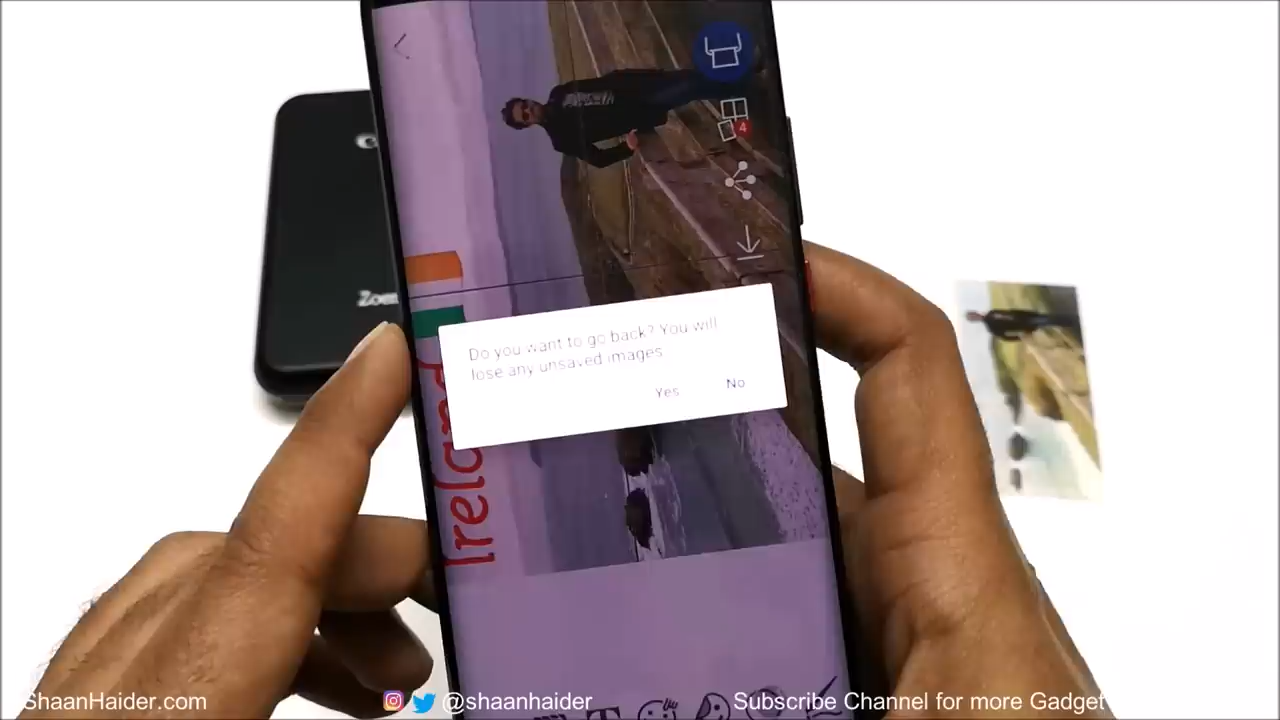 4
Do you want to go back? You will
lose any unsaved images
Yes No
Ireland
ShaanHaider.com
@shaanhaider
Subscribe Channel for more Gadget